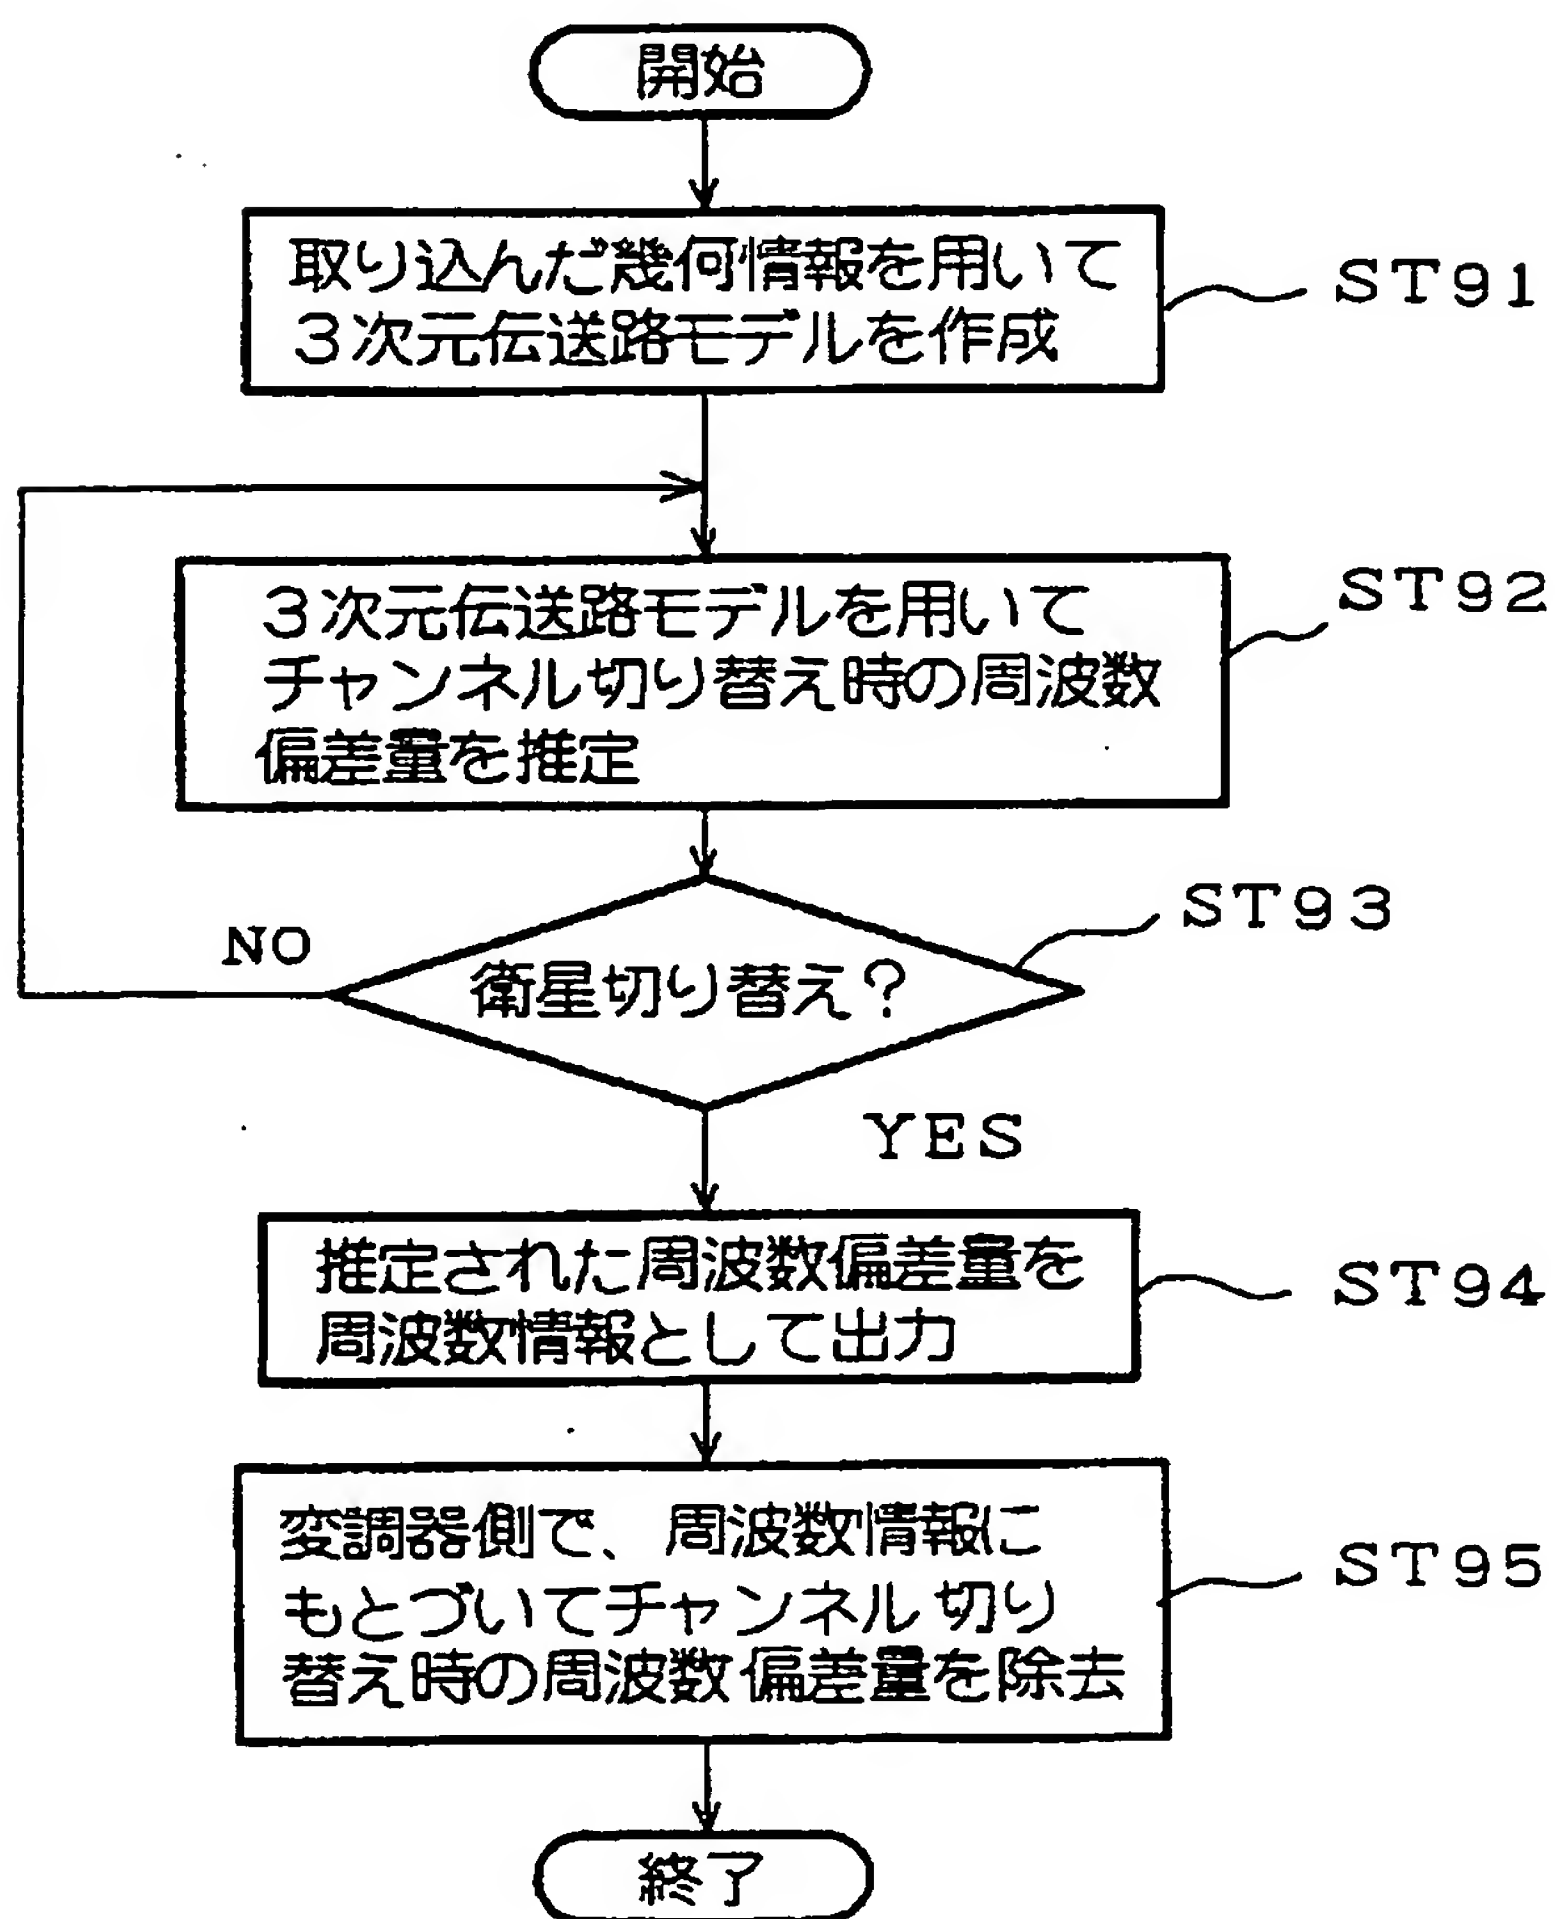 開始
取り込んだ幾何情報を用いて
3次元伝送路モデルを作成
ST91
3次元伝送路モデルを用いて
チャンネル切り替え時の周波数
偏差量を推定
ST92
ST93
NO
衛星切り替え?
YES
推定された周波数偏差量を
周波数情報として出力
ST94
変調器側で、周波数情報に
もとづいてチャンネル切り
替え時の周波数偏差量を除去
ST95
終了